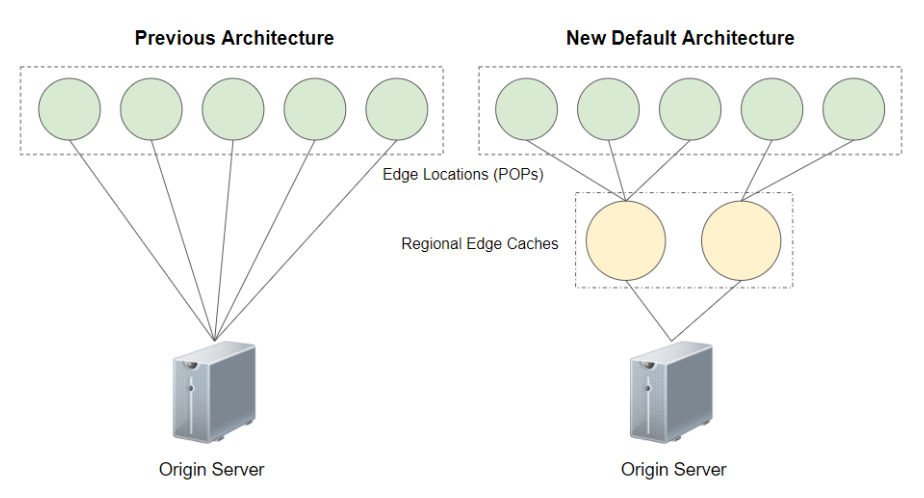 Previous Architecture
New Default Architecture
Edge Locations (POPs)
Regional Edge Caches
Origin Server
Origin Server